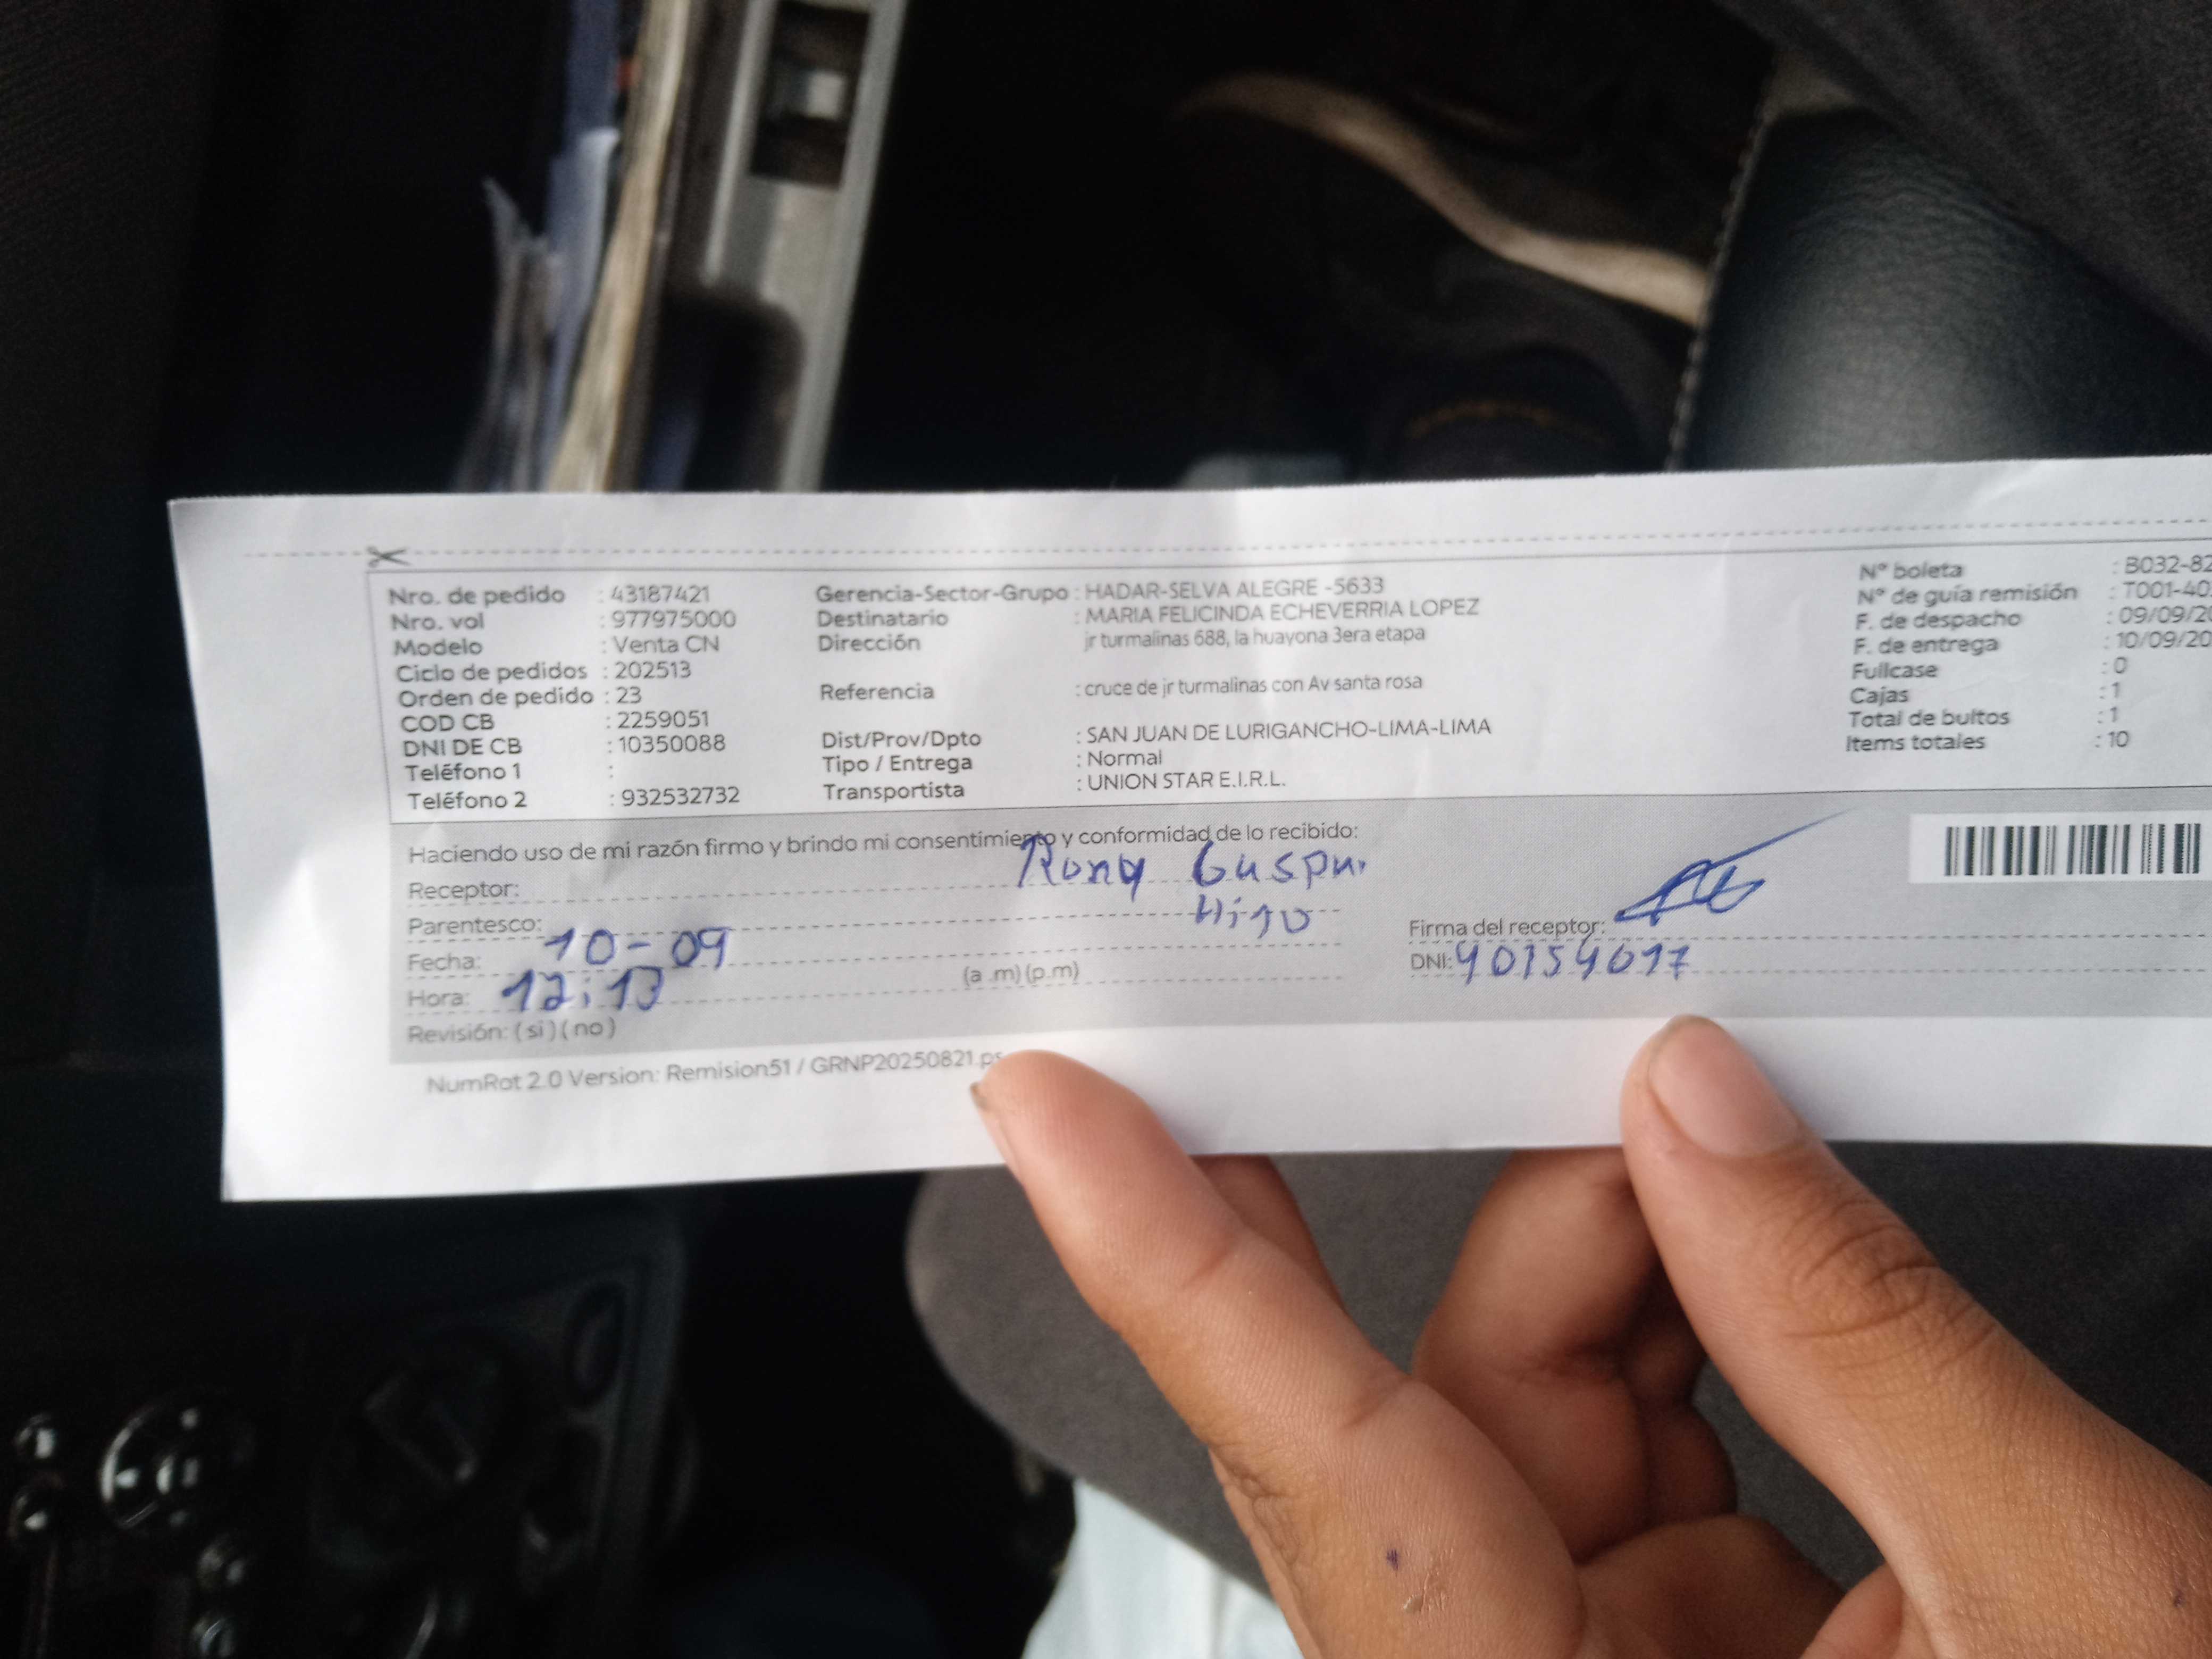 Nro. de pedido : 43187421
Nro. vol : 977975000
Modelo : Venta CN
Ciclo de pedidos : 202513
Orden de pedido : 23
COD CB : 2259051
DNI DE CB : 10350088
Teléfono 1 :
Teléfono 2 : 932532732
Gerencia-Sector-Grupo : HADAR-SELVA ALEGRE -5633
Destinatario : MARIA FELICINDA ECHEVERRIA LOPEZ
Dirección jr turmalinas 688, la huayona 3era etapa
Referencia : cruce de jr turmalinas con Av santa rosa
Dist/Prov/Dpto : SAN JUAN DE LURIGANCHO-LIMA-LIMA
Tipo / Entrega : Normal
Transportista : UNION STAR E.I.R.L.
N° boleta : B032-82
N° de guía remisión : T001-40
F. de despacho : 09/09/20
F. de entrega : 10/09/20
Fullcase : 0
Cajas : 1
Total de bultos : 1
Items totales : 10
Haciendo uso de mi razón firmo y brindo mi consentimiento y conformidad de lo recibido:
Receptor: Rony
Parentesco: Hijo
Fecha: 10-09
Hora: 12:13 (a .m) (p.m)
Revisión: ( si ) ( no )
Firma del receptor:
DNI: 40154017
NumRot 2.0 Version: Remision51 / GRNP20250821.ps